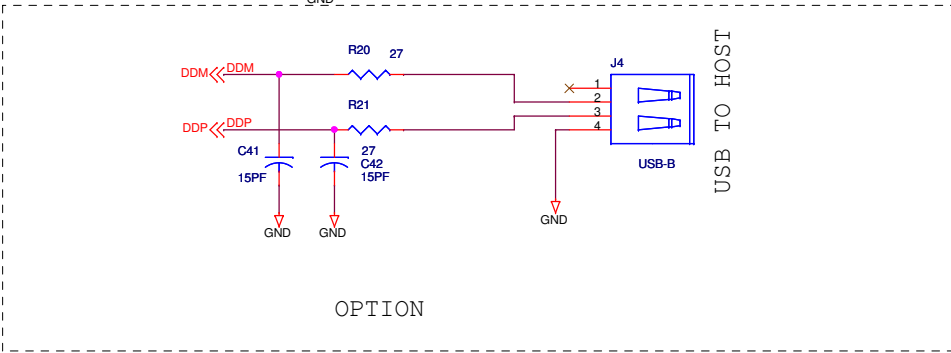 GND
R20
27
DDM
DDM
J4
1
2
R21
3
DDP
DDP
4
C41
27
C42
USB-B
15PF
15PF
USB TO HOST
GND
GND
GND
OPTION